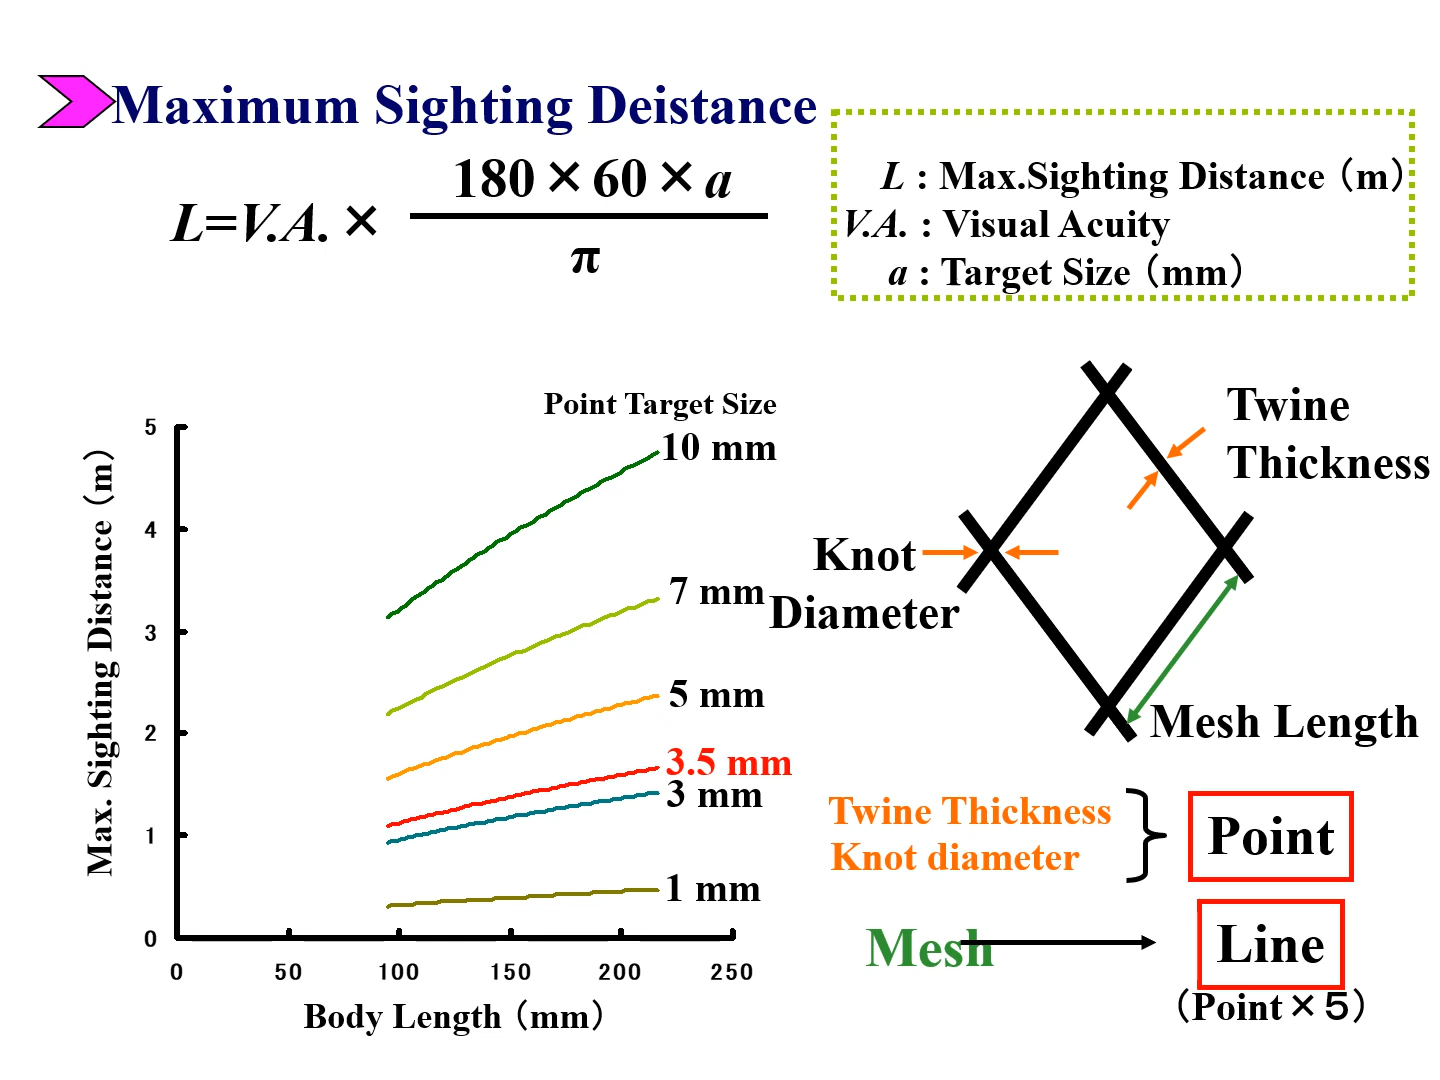 Maximum Sighting Deistance
L=V.A.×
180×60×a
π
L : Max.Sighting Distance（m）
V.A. : Visual Acuity
a : Target Size（mm）
Point Target Size
10 mm
7 mm
5 mm
3.5 mm
3 mm
1 mm
5
4
3
2
1
0
0 50 100 150 200 250
Max. Sighting Distance（m）
Body Length（mm）
Twine
Thickness
Knot
Diameter
Mesh Length
Twine Thickness
Knot diameter
Point
Mesh
Line
（Point×５）